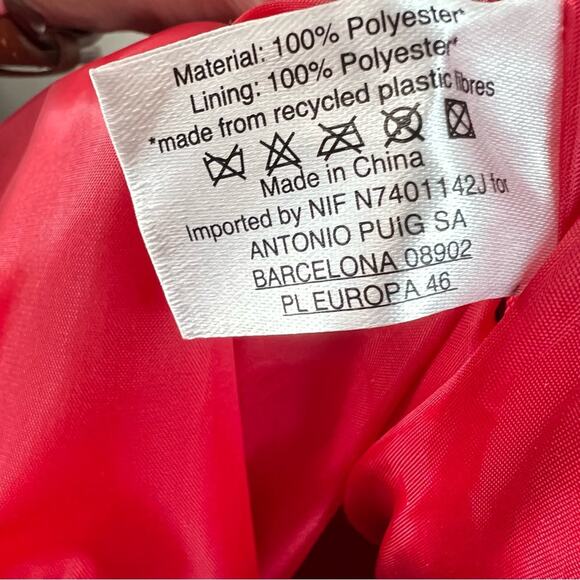 Material: 100% Polyester*
Lining: 100% Polyester*
*made from recycled plastic fibres
Made in China
Imported by NIF N7401142J for
ANTONIO PUiG SA
BARCELONA 08902
PL EUROPA 46